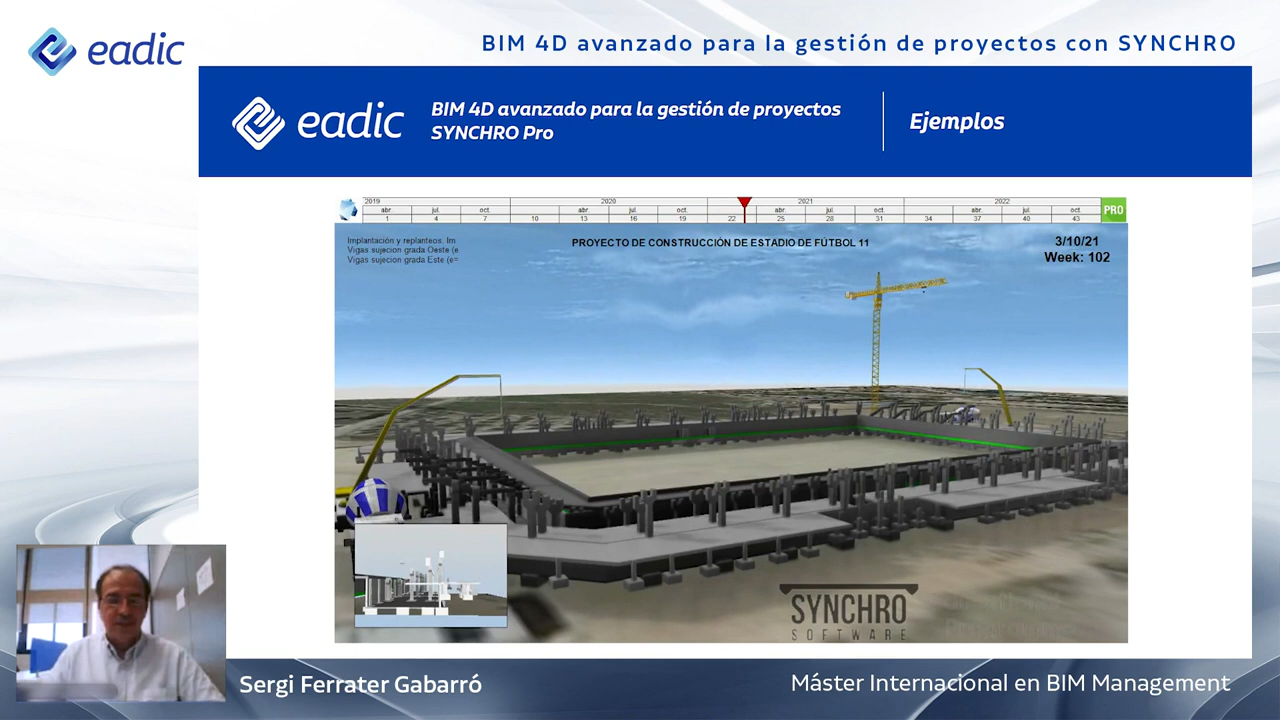 eadic
BIM 4D avanzado para la gestión de proyectos con SYNCHRO
eadic
BIM 4D avanzado para la gestión de proyectos
SYNCHRO Pro
Ejemplos
2019 2020 2021 2022
abr. jul. oct. abr. jul. oct. abr. jul. oct. abr. jul. oct.
1 4 7 10 13 16 19 22 25 28 31 34 37 40 43
PRO
Implantación y replanteos. Im
Vigas sujecion grada Oeste (e
Vigas sujecion grada Este (e=
PROYECTO DE CONSTRUCCIÓN DE ESTADIO DE FÚTBOL 11
3/10/21
Week: 102
SYNCHRO
SOFTWARE
Sergi Ferrater Gabarró
Máster Internacional en BIM Management